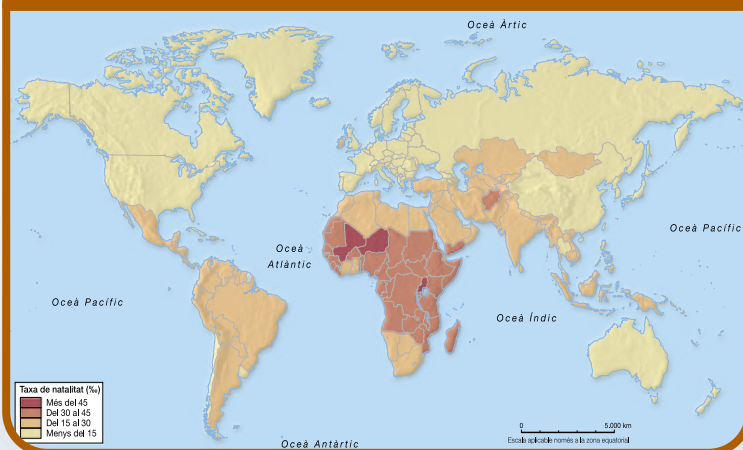 Oceà Àrtic
Oceà Pacífic
Oceà
Atlàntic
Oceà Pacífic
Oceà Índic
Taxa de natalitat (‰)
Més del 45
Del 30 al 45
Del 15 al 30
Menys del 15
0
5,000 km
Escala aplicable només a la zona equatorial
Oceà Antàrtic